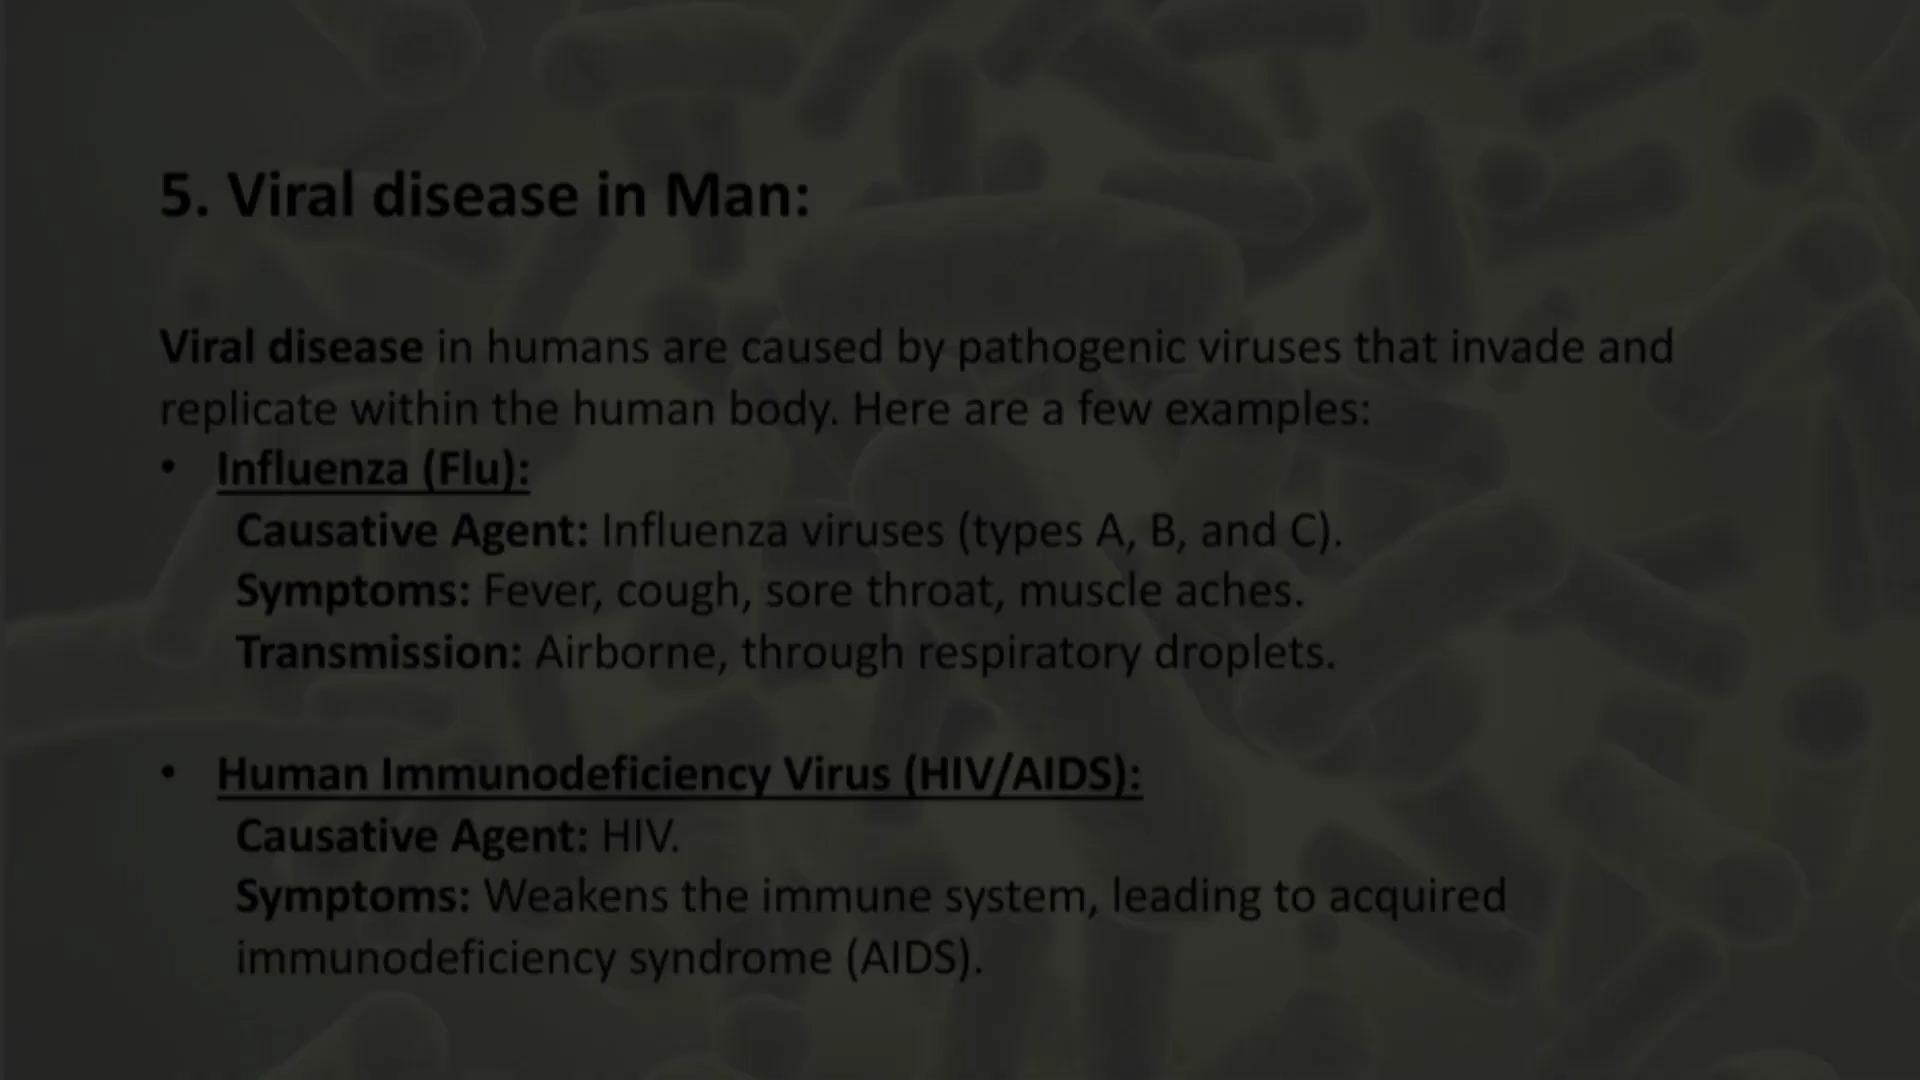 5. Viral disease in Man:
Viral disease in humans are caused by pathogenic viruses that invade and
replicate within the human body. Here are a few examples:
• Influenza (Flu):
Causative Agent: Influenza viruses (types A, B, and C).
Symptoms: Fever, cough, sore throat, muscle aches.
Transmission: Airborne, through respiratory droplets.
• Human Immunodeficiency Virus (HIV/AIDS):
Causative Agent: HIV.
Symptoms: Weakens the immune system, leading to acquired
immunodeficiency syndrome (AIDS).